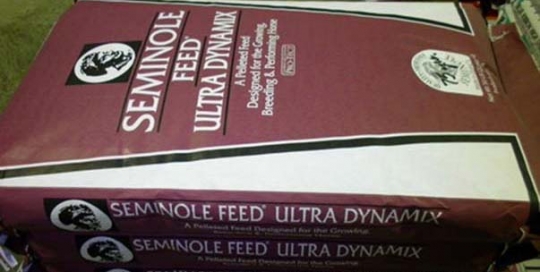 SEMINOLE
FEED®
ULTRA DYNAMIX
A Pelleted Feed
Designed for the Growing,
Breeding & Performing Horse
SEMINOLE FEED® ULTRA DYNAMIX
A Pelleted Feed Designed for the Growing,
SEMINOLE FEED® ULTRA DYNAMIX
A Pelleted Feed Designed for the Growing,